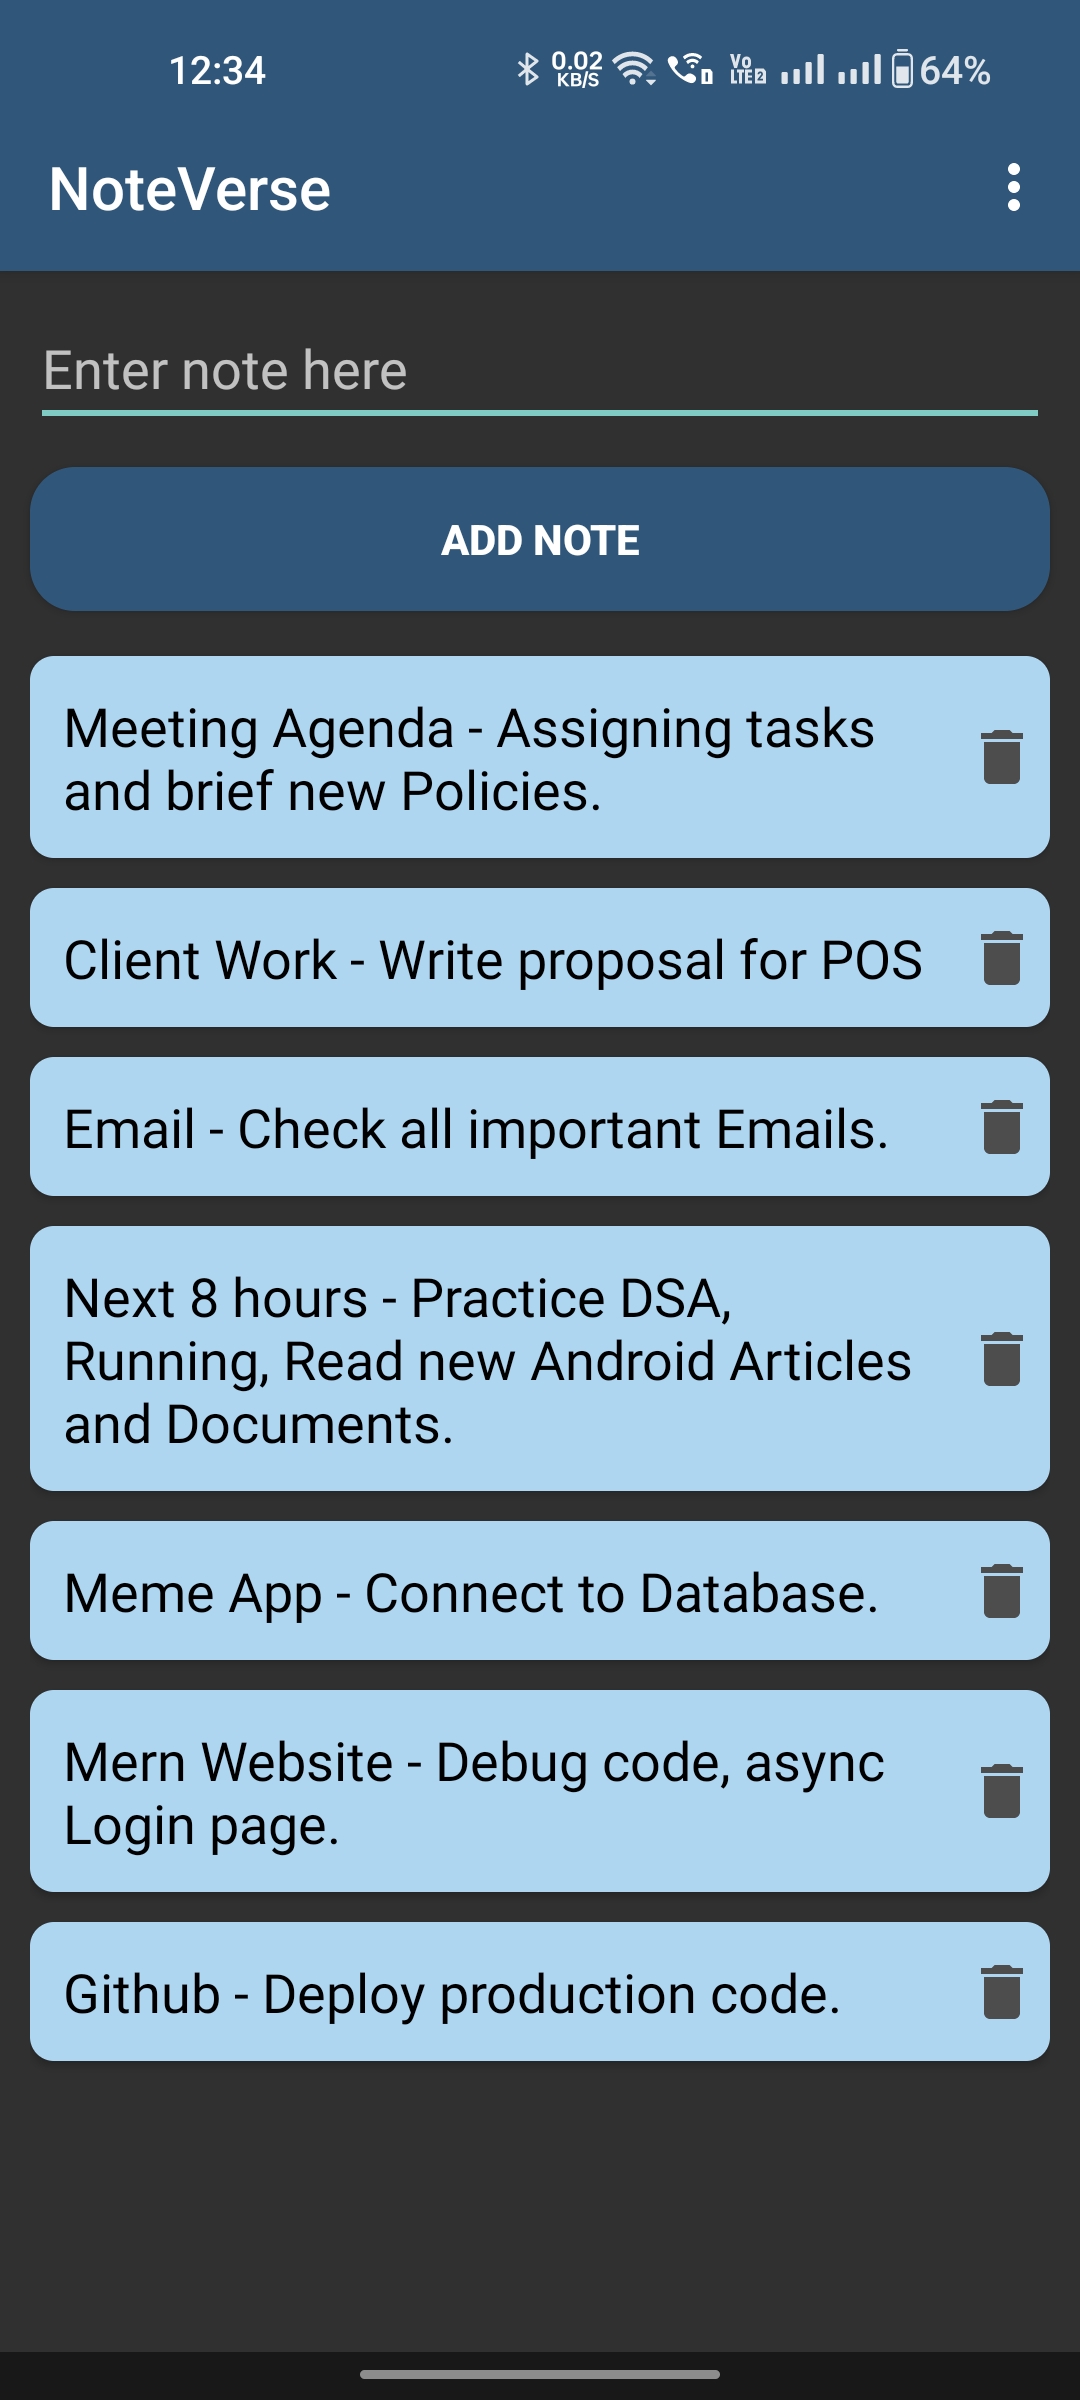 12:34
0.02
KB/S
Vo
LTE2
64%
NoteVerse
Enter note here
ADD NOTE
Meeting Agenda - Assigning tasks
and brief new Policies.
Client Work - Write proposal for POS
Email - Check all important Emails.
Next 8 hours - Practice DSA,
Running, Read new Android Articles
and Documents.
Meme App - Connect to Database.
Mern Website - Debug code, async
Login page.
Github - Deploy production code.